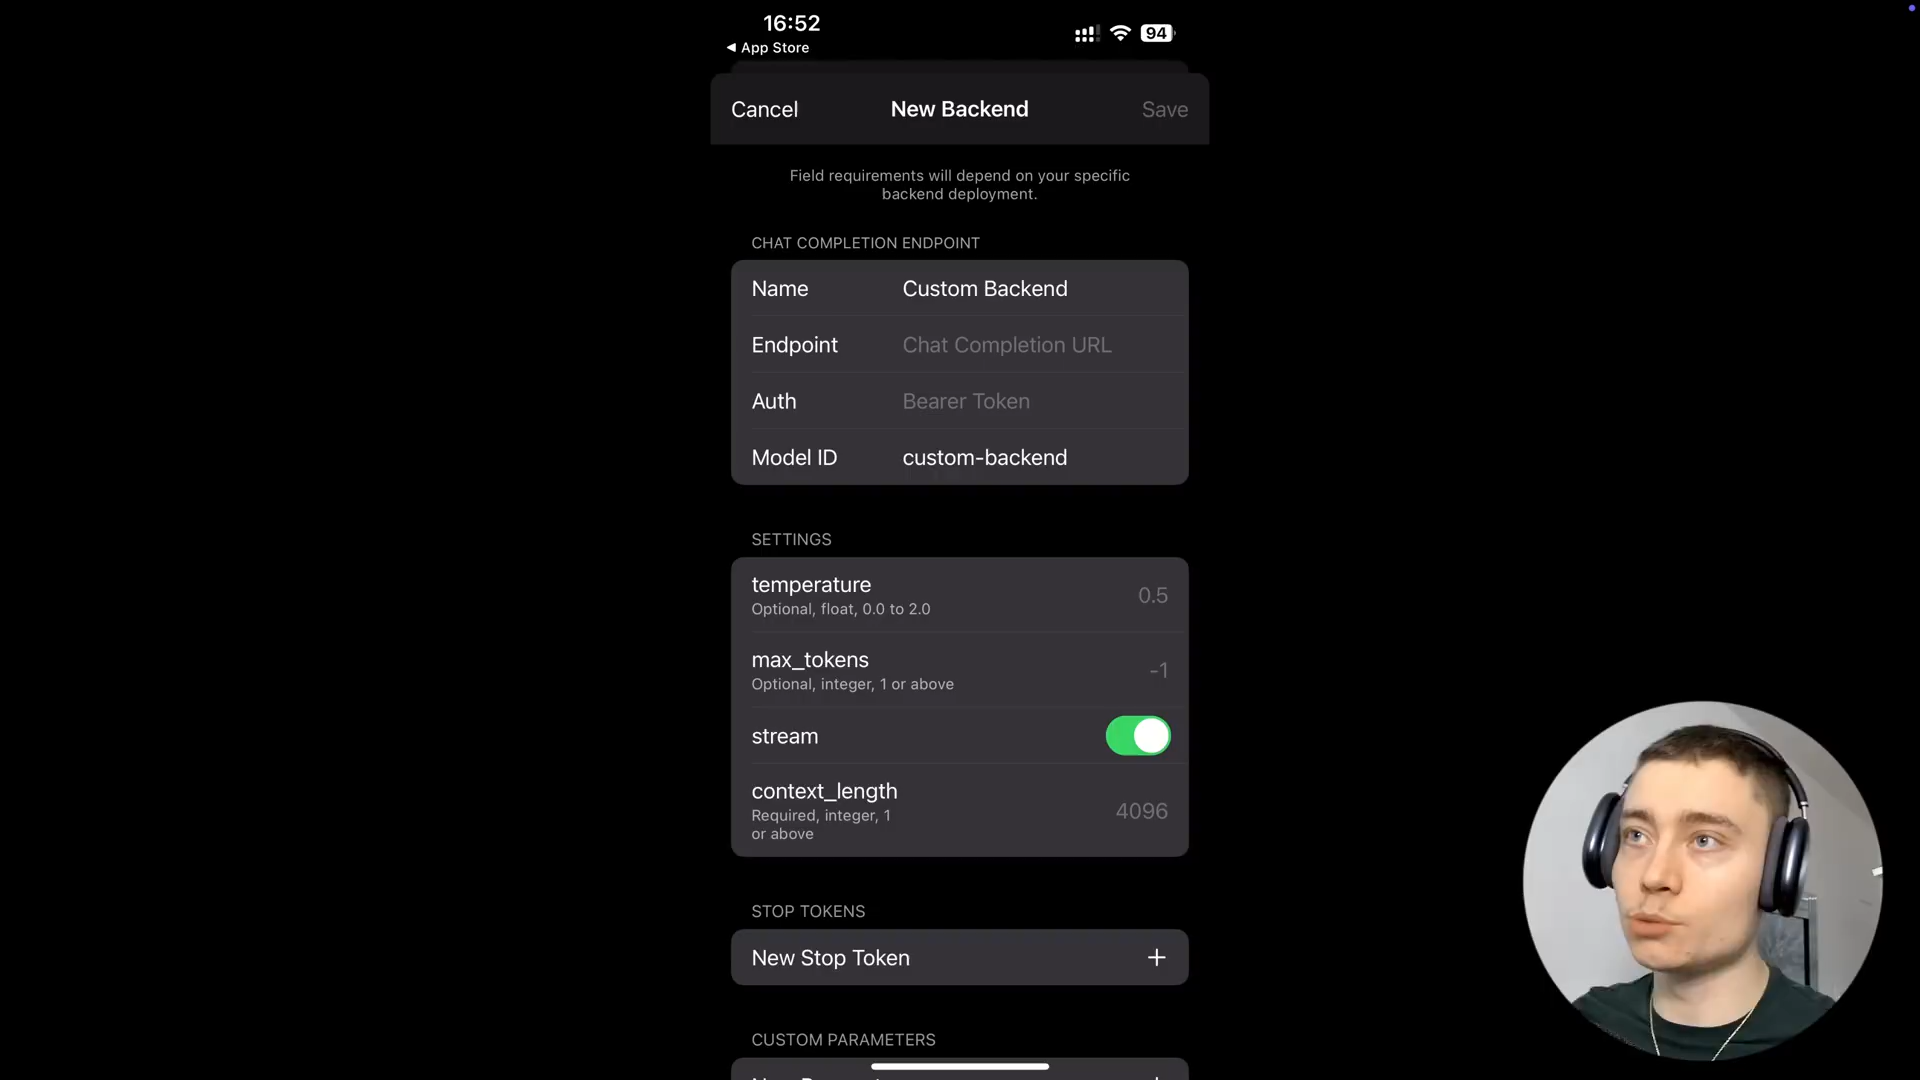 16:52
94
◀ App Store
Cancel
New Backend
Save
Field requirements will depend on your specific
backend deployment.
CHAT COMPLETION ENDPOINT
Name Custom Backend
Endpoint Chat Completion URL
Auth Bearer Token
Model ID custom-backend
SETTINGS
temperature
Optional, float, 0.0 to 2.0
0.5
max_tokens
Optional, integer, 1 or above
-1
stream
context_length
Required, integer, 1
or above
4096
STOP TOKENS
New Stop Token +
CUSTOM PARAMETERS